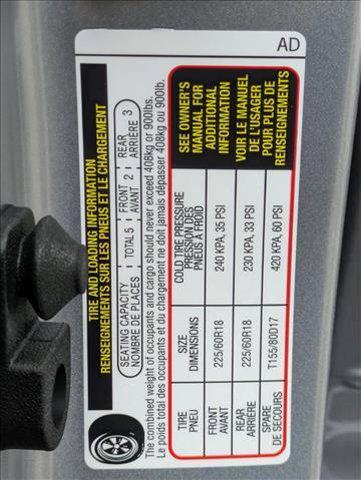 AD
TIRE AND LOADING INFORMATION
RENSEIGNEMENTS SUR LES PNEUS ET LE CHARGEMENT
SEATING CAPACITY
NOMBRE DE PLACES
TOTAL 5
FRONT
AVANT 2
REAR
ARRIÈRE 3
The combined weight of occupants and cargo should never exceed 408kg or 900lbs.
Le poids total des occupants et du chargement ne doit jamais dépasser 408kg ou 900lb.
TIRE
PNEU
SIZE
DIMENSIONS
COLD TIRE PRESSURE
PRESSION DES
PNEUS A FROID
SEE OWNER'S
MANUAL FOR
ADDITIONAL
INFORMATION
VOIR LE MANUEL
DE L'USAGER
POUR PLUS DE
RENSEIGNEMENTS
FRONT
AVANT
225/60R18
240 KPA, 35 PSI
REAR
ARRIÈRE
225/60R18
230 KPA, 33 PSI
SPARE
DE SECOURS
T155/80D17
420 KPA, 60 PSI